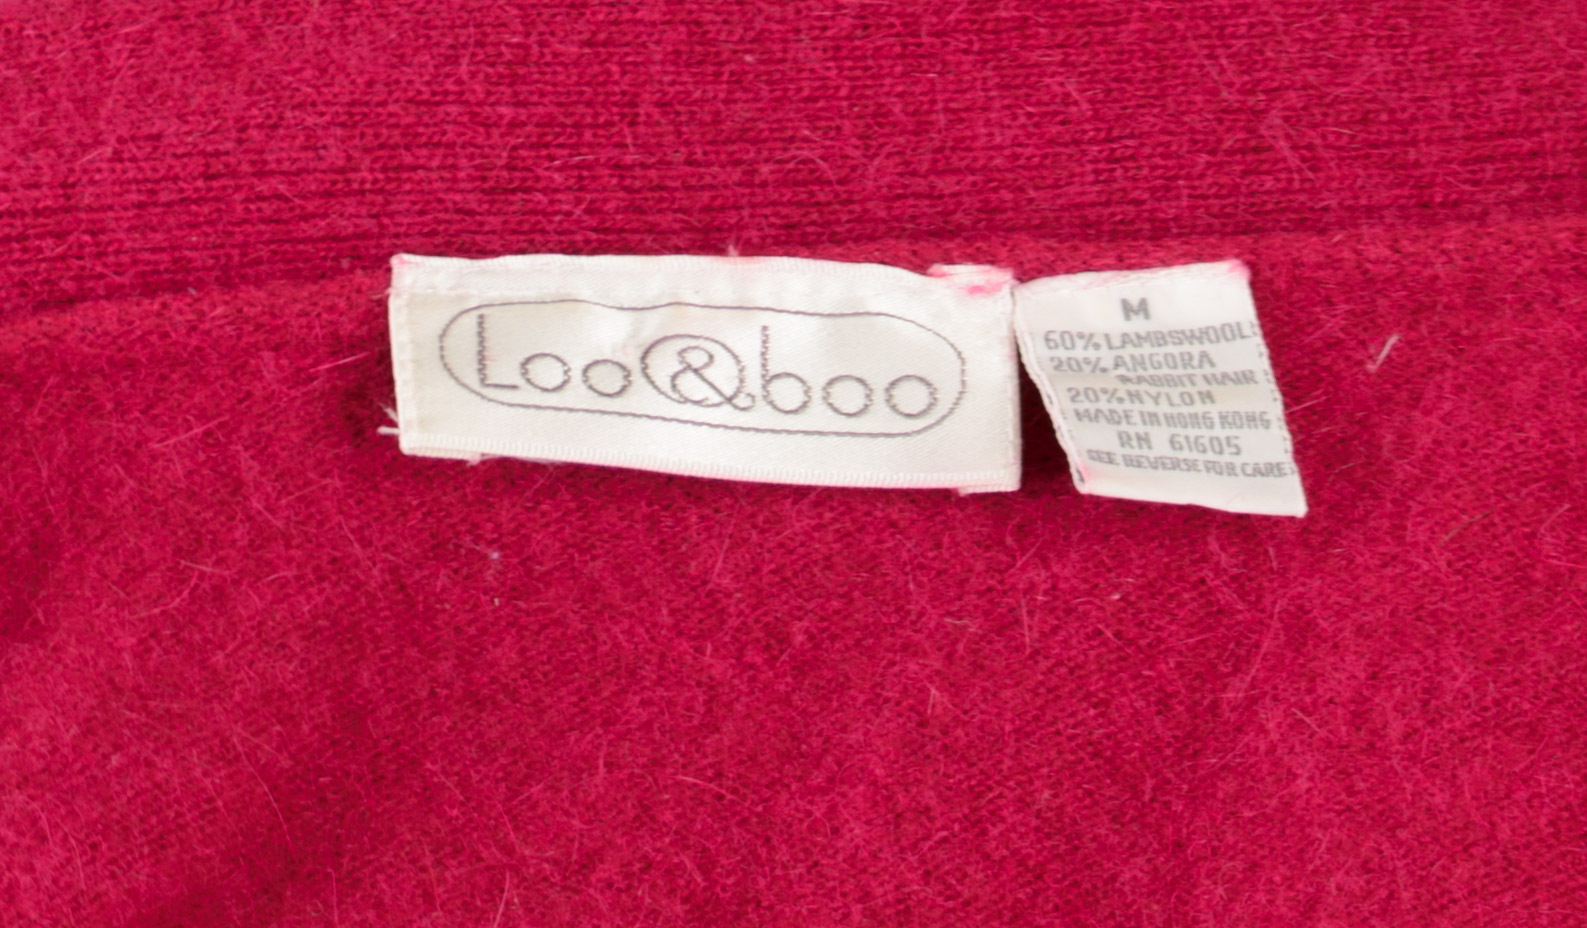 Loo&boo
M
60% LAMBSWOOL
20% ANGORA
RABBIT HAIR
20% NYLON
MADE IN HONG KONG
RN 61605
SEE REVERSE FOR CARE